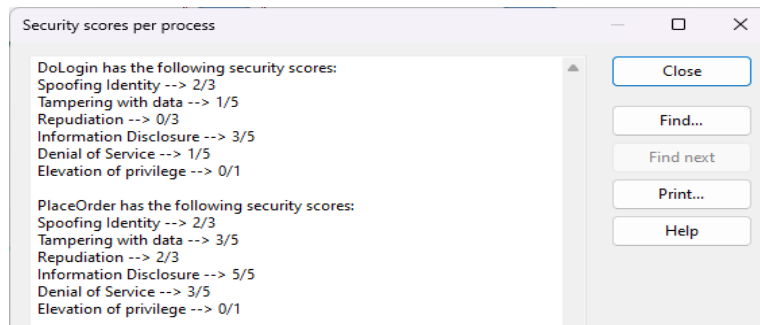 Security scores per process
DoLogin has the following security scores:
Spoofing Identity --> 2/3
Tampering with data --> 1/5
Repudiation --> 0/3
Information Disclosure --> 3/5
Denial of Service --> 1/5
Elevation of privilege --> 0/1
PlaceOrder has the following security scores:
Spoofing Identity --> 2/3
Tampering with data --> 3/5
Repudiation --> 2/3
Information Disclosure --> 5/5
Denial of Service --> 3/5
Elevation of privilege --> 0/1
Close
Find...
Find next
Print...
Help